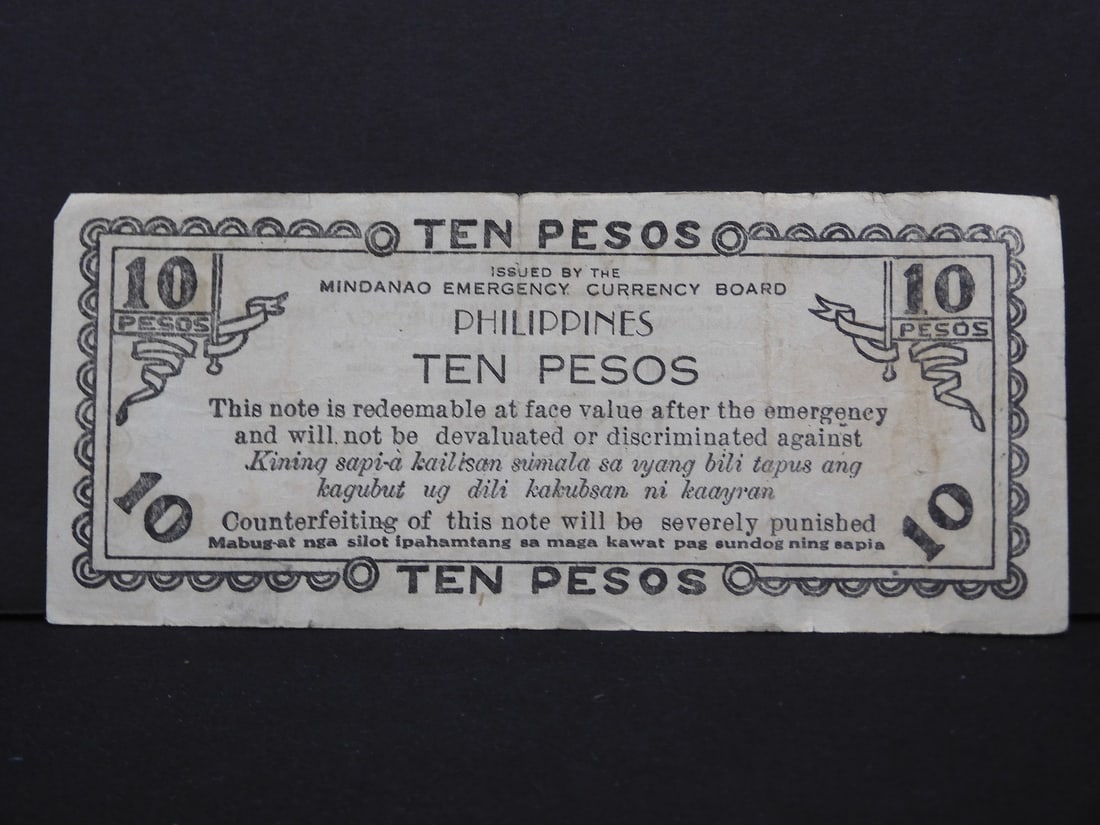 TEN PESOS
10 PESOS
10 PESOS
ISSUED BY THE
MINDANAO EMERGENCY CURRENCY BOARD
PHILIPPINES
TEN PESOS
This note is redeemable at face value after the emergency
and will not be devaluated or discriminated against
Kining sapi-a kailisan sumala sa vyang bili tapus ang
kagubut ug dili kakubsan ni kaayran
10
10
Counterfeiting of this note will be severely punished
Mabug-at nga silot ipahamtang sa maga kawat pag sundog ning sapia
TEN PESOS